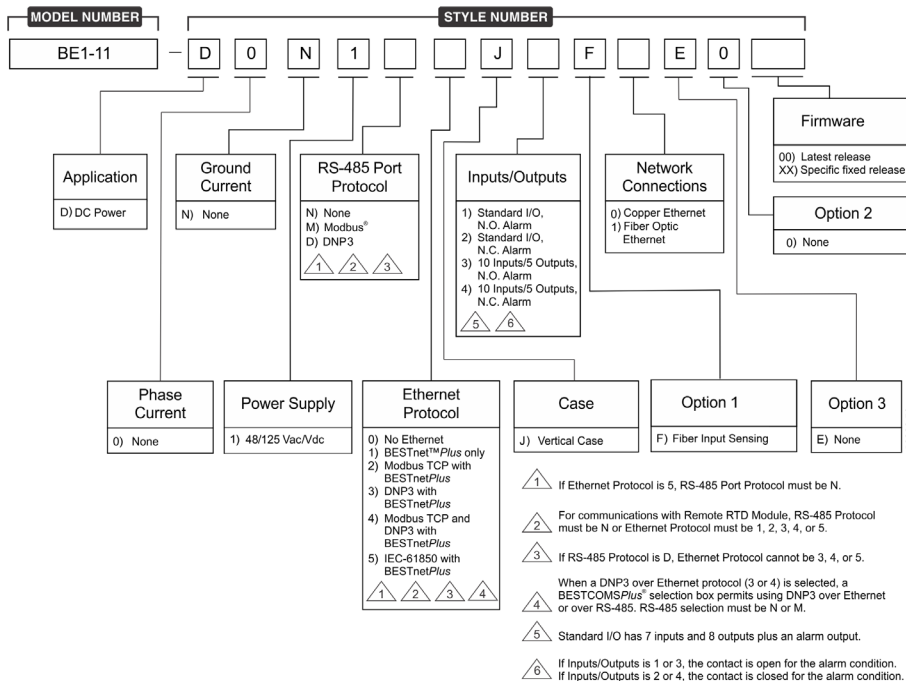 MODEL NUMBER
STYLE NUMBER
BE1-11
–
D
0
N
1
J
F
E
0
Application
D) DC Power
Ground
Current
N) None
RS-485 Port
Protocol
N) None
M) Modbus®
D) DNP3
1 2 3
Inputs/Outputs
1) Standard I/O,
N.O. Alarm
2) Standard I/O,
N.C. Alarm
3) 10 Inputs/5 Outputs,
N.O. Alarm
4) 10 Inputs/5 Outputs,
N.C. Alarm
5 6
Network
Connections
0) Copper Ethernet
1) Fiber Optic
Ethernet
Firmware
00) Latest release
XX) Specific fixed release
Option 2
0) None
Phase
Current
0) None
Power Supply
1) 48/125 Vac/Vdc
Ethernet
Protocol
0) No Ethernet
1) BESTnet™Plus only
2) Modbus TCP with
BESTnetPlus
3) DNP3 with
BESTnetPlus
4) Modbus TCP and
DNP3 with
BESTnetPlus
5) IEC-61850 with
BESTnetPlus
1 2 3 4
Case
J) Vertical Case
Option 1
F) Fiber Input Sensing
Option 3
E) None
1 If Ethernet Protocol is 5, RS-485 Port Protocol must be N.
2 For communications with Remote RTD Module, RS-485 Protocol
must be N or Ethernet Protocol must be 1, 2, 3, 4, or 5.
3 If RS-485 Protocol is D, Ethernet Protocol cannot be 3, 4, or 5.
4 When a DNP3 over Ethernet protocol (3 or 4) is selected, a
BESTCOMSPlus® selection box permits using DNP3 over Ethernet
or over RS-485. RS-485 selection must be N or M.
5 Standard I/O has 7 inputs and 8 outputs plus an alarm output.
6 If Inputs/Outputs is 1 or 3, the contact is open for the alarm condition.
If Inputs/Outputs is 2 or 4, the contact is closed for the alarm condition.